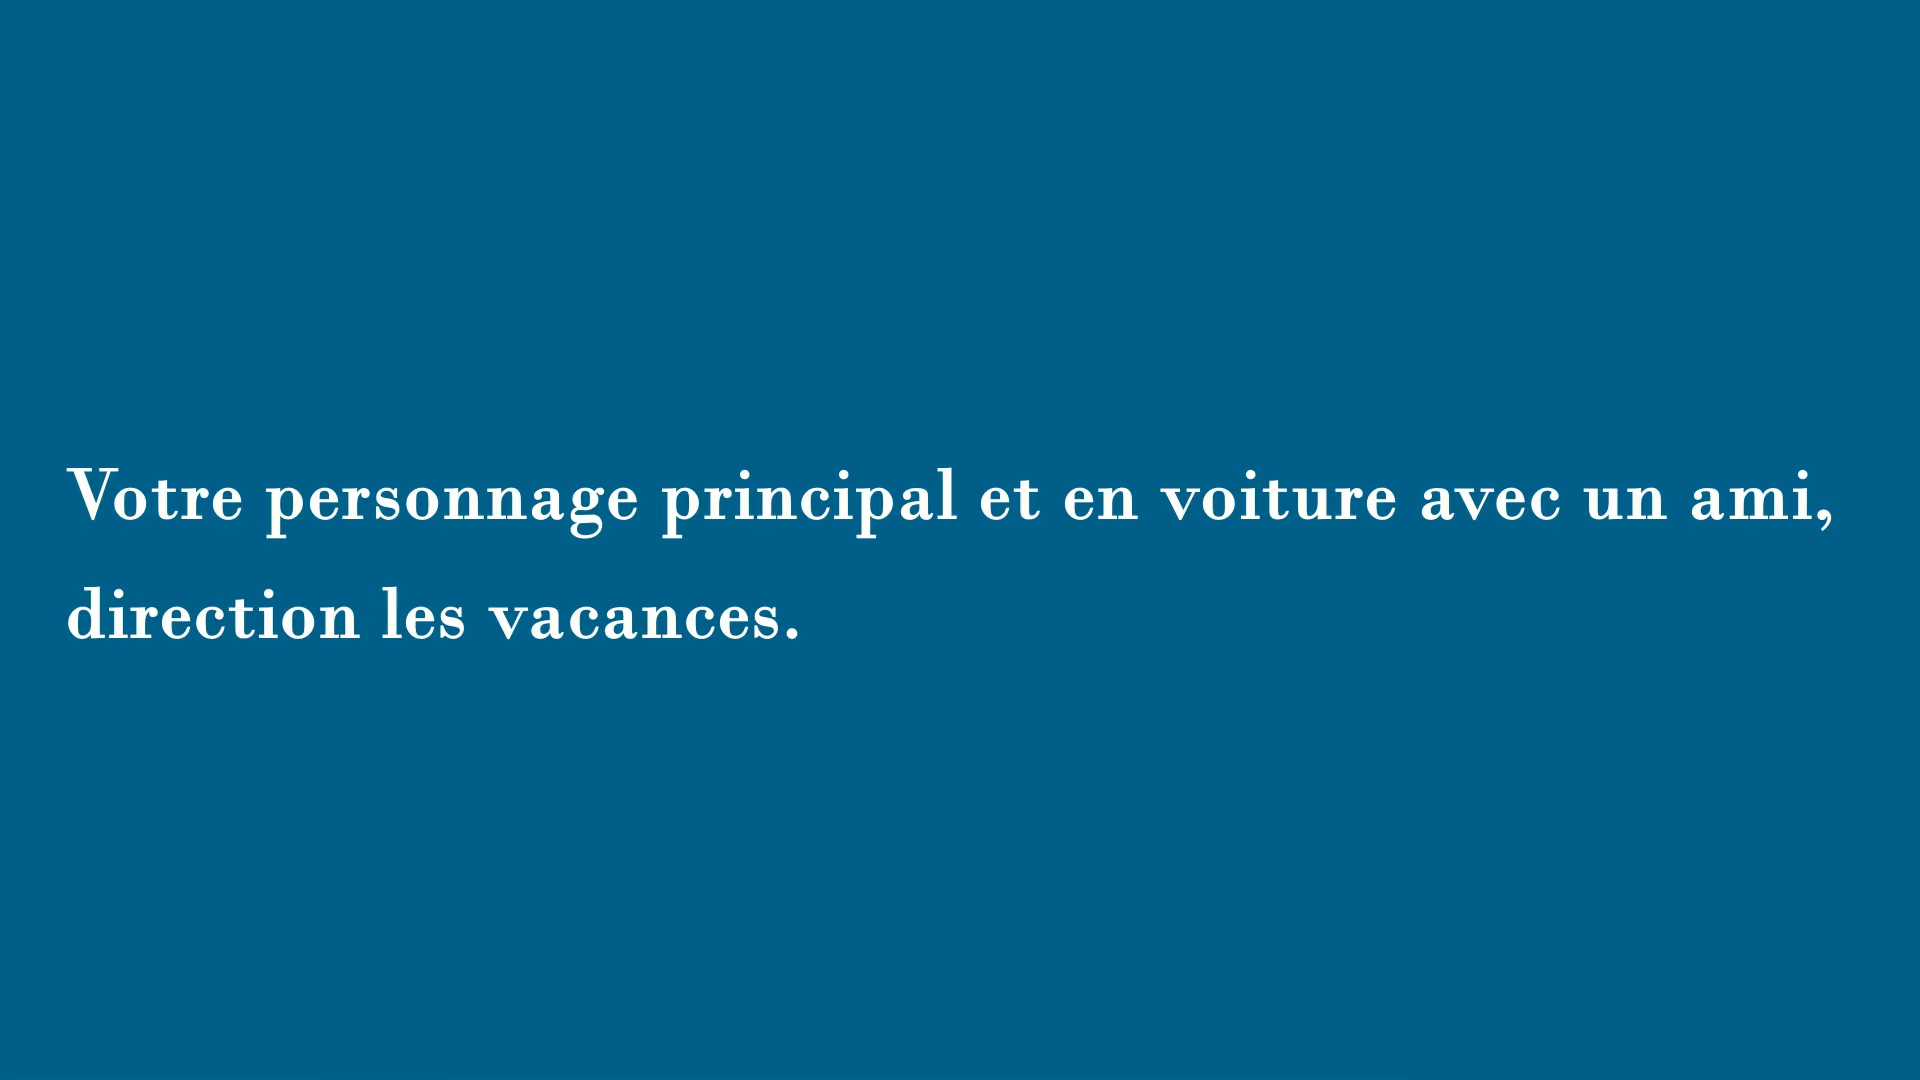 Votre personnage principal et en voiture avec un ami,
direction les vacances.